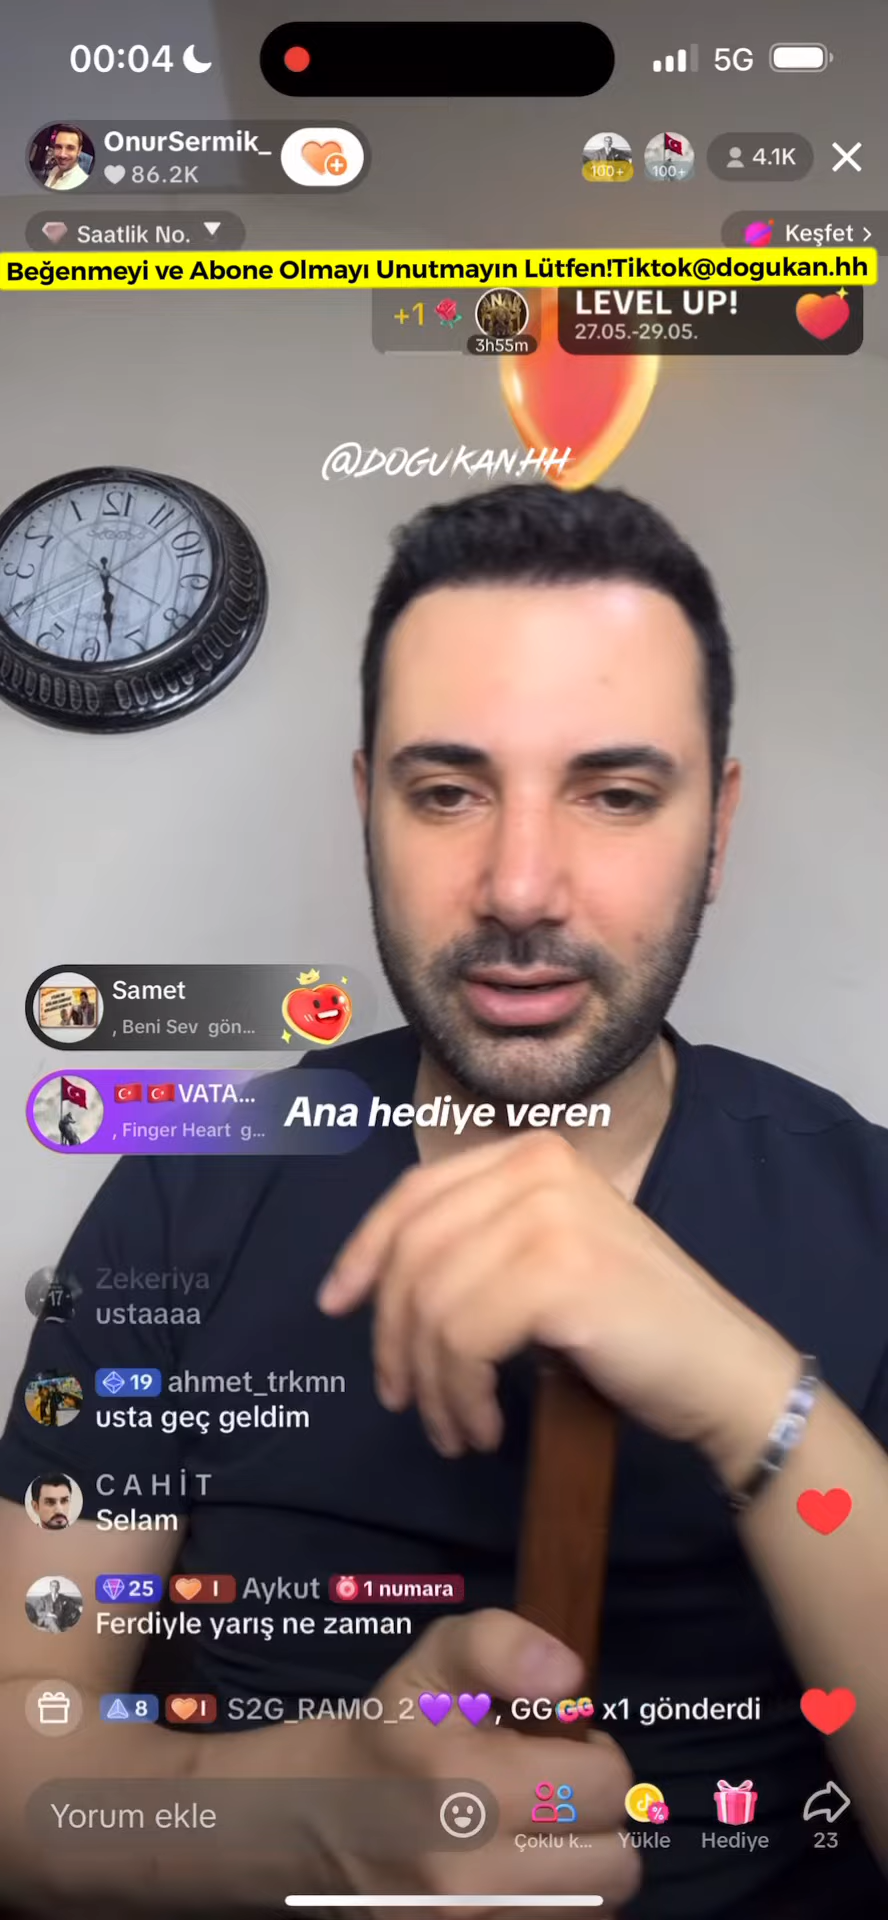 00:04
5G
OnurSermik_
86.2K
100+
100+
4.1K
Saatlik No.
Keşfet >
Beğenmeyi ve Abone Olmayı Unutmayın Lütfen!Tiktok@dogukan.hh
+1
3h55m
LEVEL UP!
27.05.-29.05.
@DOGUKAN.HH
Samet
, Beni Sev gön...
🇹🇷🇹🇷VATA...
, Finger Heart g...
Ana hediye veren
Zekeriya
ustaaaa
19 ahmet_trkmn
usta geç geldim
C A H İ T
Selam
25 I Aykut 1 numara
Ferdiyle yarış ne zaman
8 I S2G_RAMO_2💜💜, GG GG x1 gönderdi
Yorum ekle
Çoklu k...
Yükle
Hediye
23